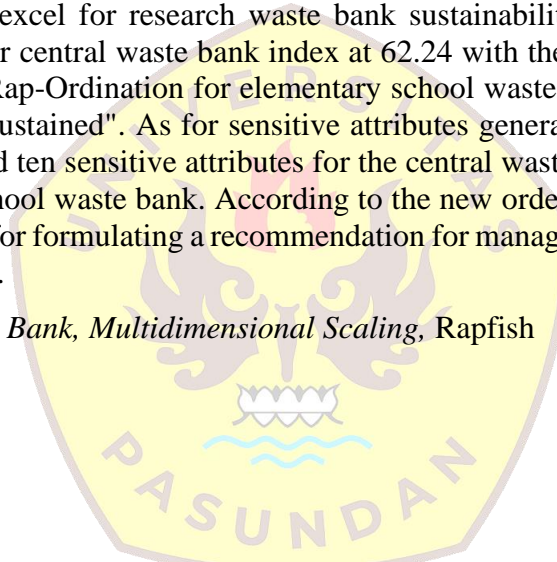 excel for research waste bank sustainabilit
r central waste bank index at 62.24 with the
Rap-Ordination for elementary school waste
ustained". As for sensitive attributes genera
d ten sensitive attributes for the central wast
hool waste bank. According to the new orde
for formulating a recommendation for manag
.
Bank, Multidimensional Scaling, Rapfish
UNIVERSITAS
PASUNDAN